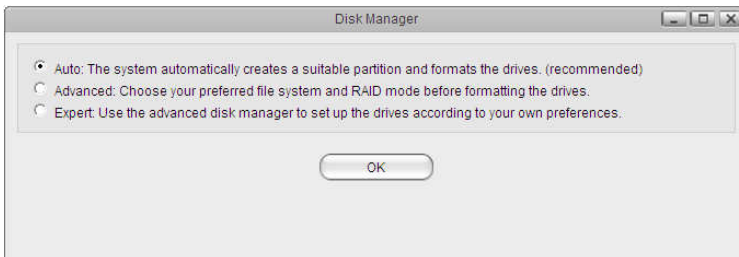 Disk Manager
Auto: The system automatically creates a suitable partition and formats the drives. (recommended)
Advanced: Choose your preferred file system and RAID mode before formatting the drives.
Expert: Use the advanced disk manager to set up the drives according to your own preferences.
OK